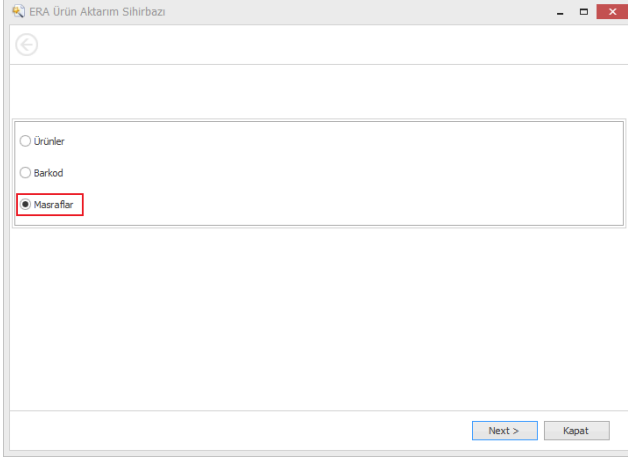 ERA Ürün Aktarım Sihirbazı
Ürünler
Barkod
Masraflar
Next > Kapat